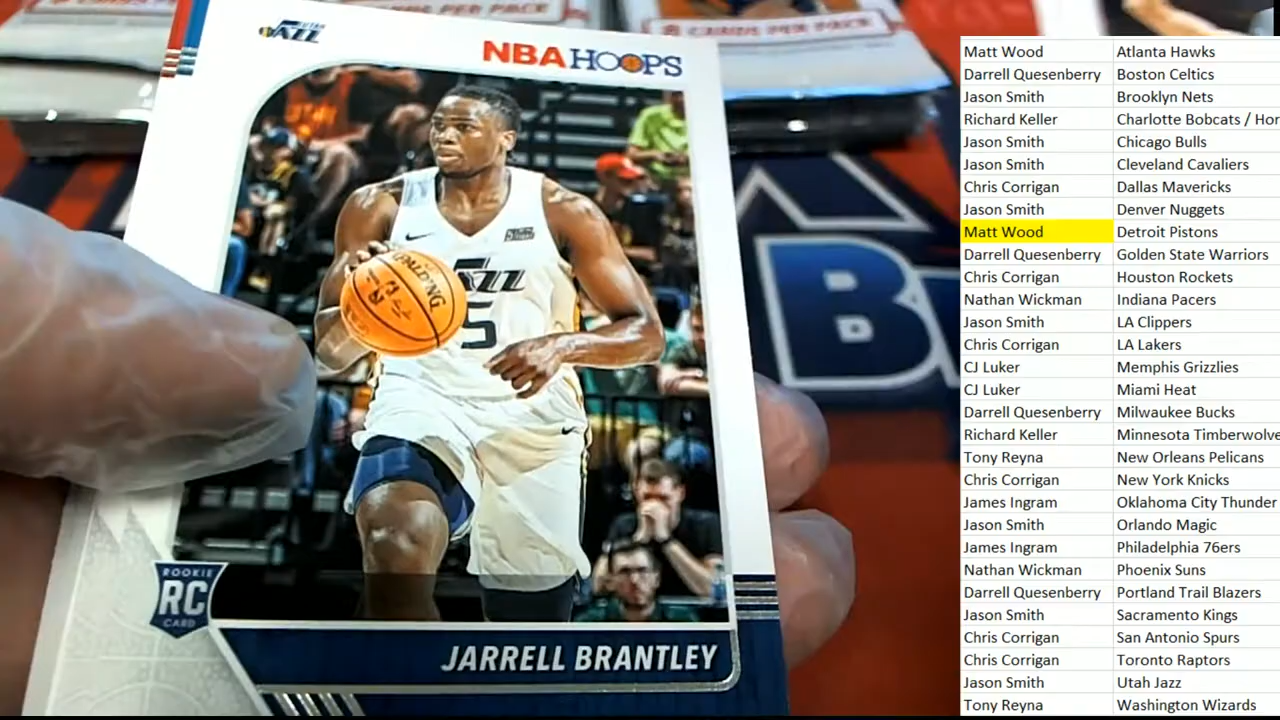 8 CARDS PER PACK
UTAH
JAZZ
NBA HOOPS
SPALDING
JAZZ
5
ROOKIE
RC
CARD
JARRELL BRANTLEY
B
Matt Wood Atlanta Hawks
Darrell Quesenberry Boston Celtics
Jason Smith Brooklyn Nets
Richard Keller Charlotte Bobcats / Hor
Jason Smith Chicago Bulls
Jason Smith Cleveland Cavaliers
Chris Corrigan Dallas Mavericks
Jason Smith Denver Nuggets
Matt Wood Detroit Pistons
Darrell Quesenberry Golden State Warriors
Chris Corrigan Houston Rockets
Nathan Wickman Indiana Pacers
Jason Smith LA Clippers
Chris Corrigan LA Lakers
CJ Luker Memphis Grizzlies
CJ Luker Miami Heat
Darrell Quesenberry Milwaukee Bucks
Richard Keller Minnesota Timberwolve
Tony Reyna New Orleans Pelicans
Chris Corrigan New York Knicks
James Ingram Oklahoma City Thunder
Jason Smith Orlando Magic
James Ingram Philadelphia 76ers
Nathan Wickman Phoenix Suns
Darrell Quesenberry Portland Trail Blazers
Jason Smith Sacramento Kings
Chris Corrigan San Antonio Spurs
Chris Corrigan Toronto Raptors
Jason Smith Utah Jazz
Tony Reyna Washington Wizards